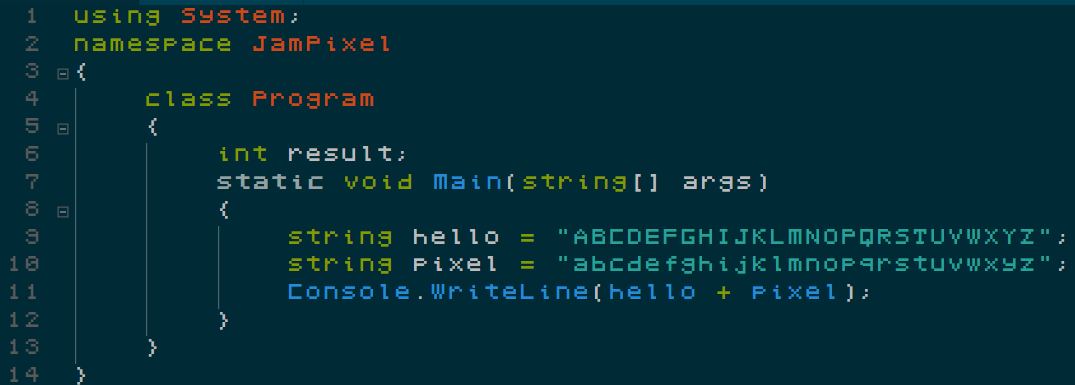 1 using System;
2 namespace JamPixel
3 {
4 class Program
5 {
6 int result;
7 static void Main(string[] args)
8 {
9 string hello = "ABCDEFGHIJKLMNOPQRSTUVWXYZ";
10 string pixel = "abcdefghijklmnopqrstuvwxyz";
11 Console.WriteLine(hello + pixel);
12 }
13 }
14 }